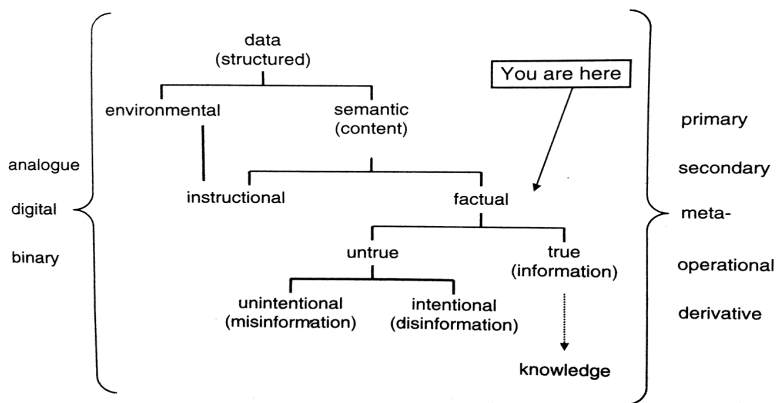 data
(structured)
You are here
environmental
semantic
(content)
primary
analogue
secondary
instructional
factual
digital
meta-
untrue
true
(information)
binary
operational
unintentional
(misinformation)
intentional
(disinformation)
derivative
knowledge